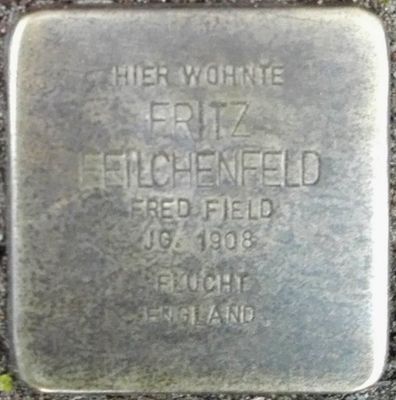 HIER WOHNTE
FRITZ
FEILCHENFELD
FRED FIELD
JG. 1908
FLUCHT
ENGLAND